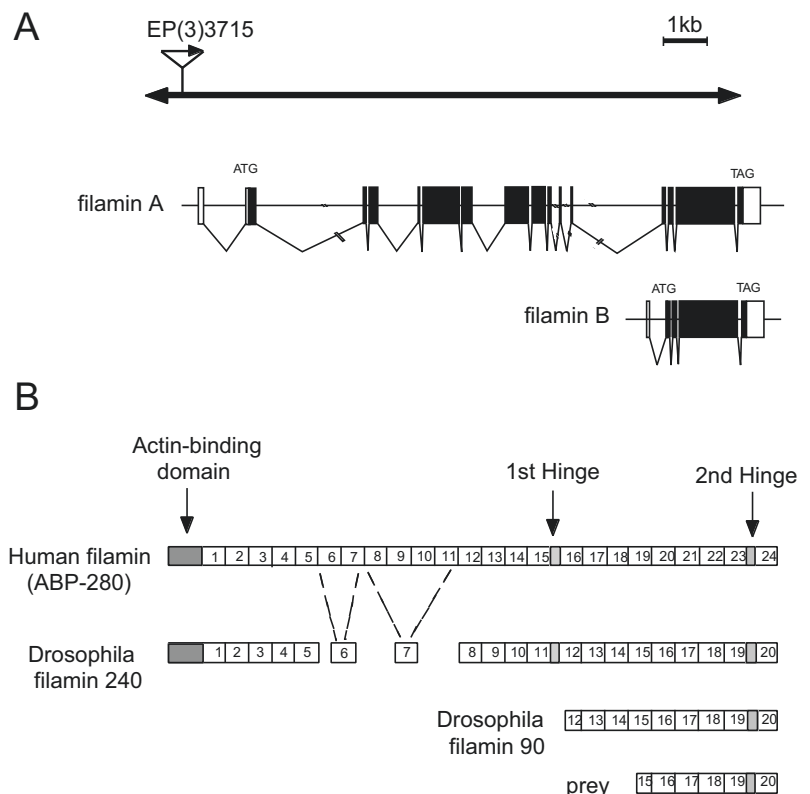 A
EP(3)3715
1kb
ATG
TAG
filamin A
ATG
TAG
filamin B
B
Actin-binding
domain
1st Hinge
2nd Hinge
Human filamin
(ABP-280)
1 2 3 4 5 6 7 8 9 10 11 12 13 14 15 16 17 18 19 20 21 22 23 24
Drosophila
filamin 240
1 2 3 4 5 6 7 8 9 10 11 12 13 14 15 16 17 18 19 20
Drosophila
filamin 90
12 13 14 15 16 17 18 19 20
prey
15 16 17 18 19 20